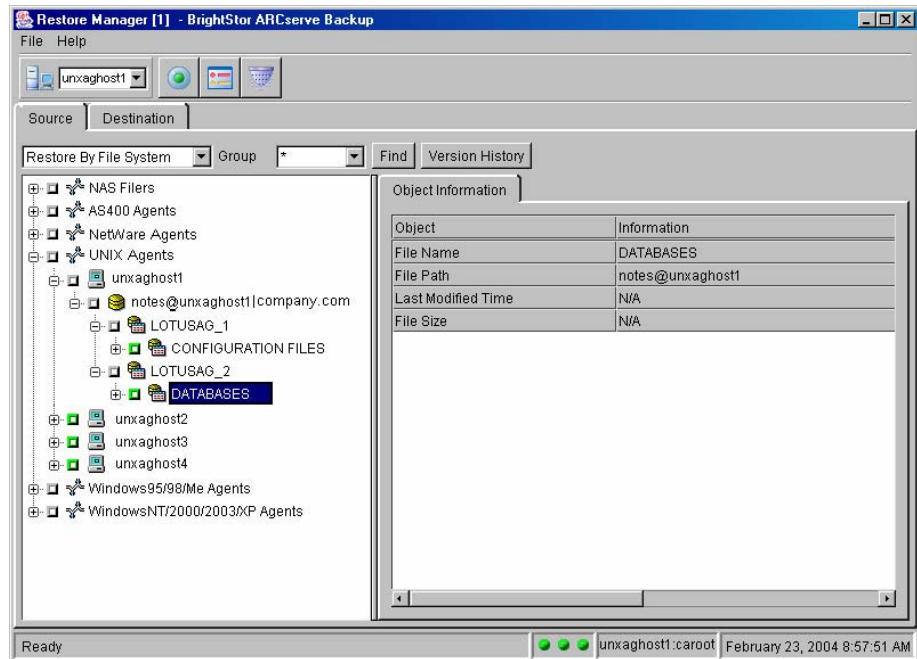 Restore Manager [1] - BrightStor ARCserve Backup
File Help
unxaghost1
Source Destination
Restore By File System Group * Find Version History
NAS Filers
AS400 Agents
NetWare Agents
UNIX Agents
unxaghost1
notes@unxaghost1|company.com
LOTUSAG_1
CONFIGURATION FILES
LOTUSAG_2
DATABASES
unxaghost2
unxaghost3
unxaghost4
Windows95/98/Me Agents
WindowsNT/2000/2003/XP Agents
Object Information
Object Information
File Name DATABASES
File Path notes@unxaghost1
Last Modified Time N/A
File Size N/A
Ready unxaghost1:caroot February 23, 2004 8:57:51 AM